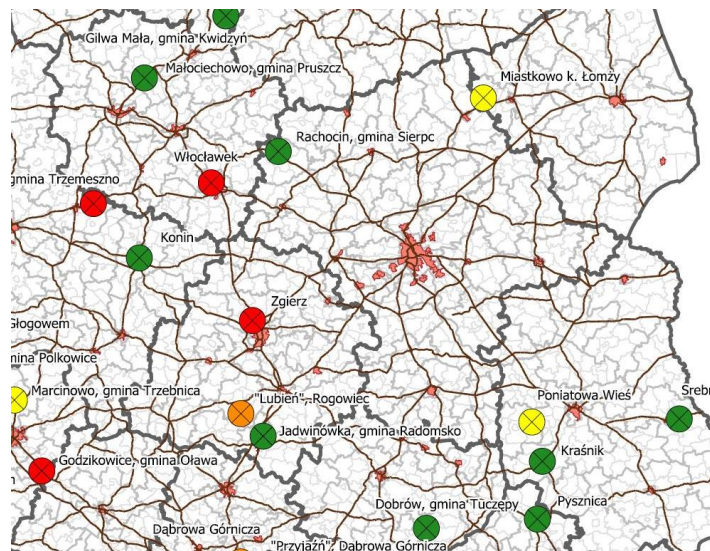 Gilwa Mała, gmina Kwidzyń
Małociechowo, gmina Pruszcz
Miastkowo k. Łomży
Rachocin, gmina Sierpc
Włocławek
gmina Trzemeszno
Konin
Zgierz
Głogowem
mina Polkowice
Marcinowo, gmina Trzebnica
"Lubień", Rogowiec
Poniatowa Wieś
Srebr
Jadwinówka, gmina Radomsko
Kraśnik
Godzikowice, gmina Oława
Dobrów, gmina Tuczępy
Pysznica
Dąbrowa Górnicza
"Przyjaźń", Dąbrowa Górnicza